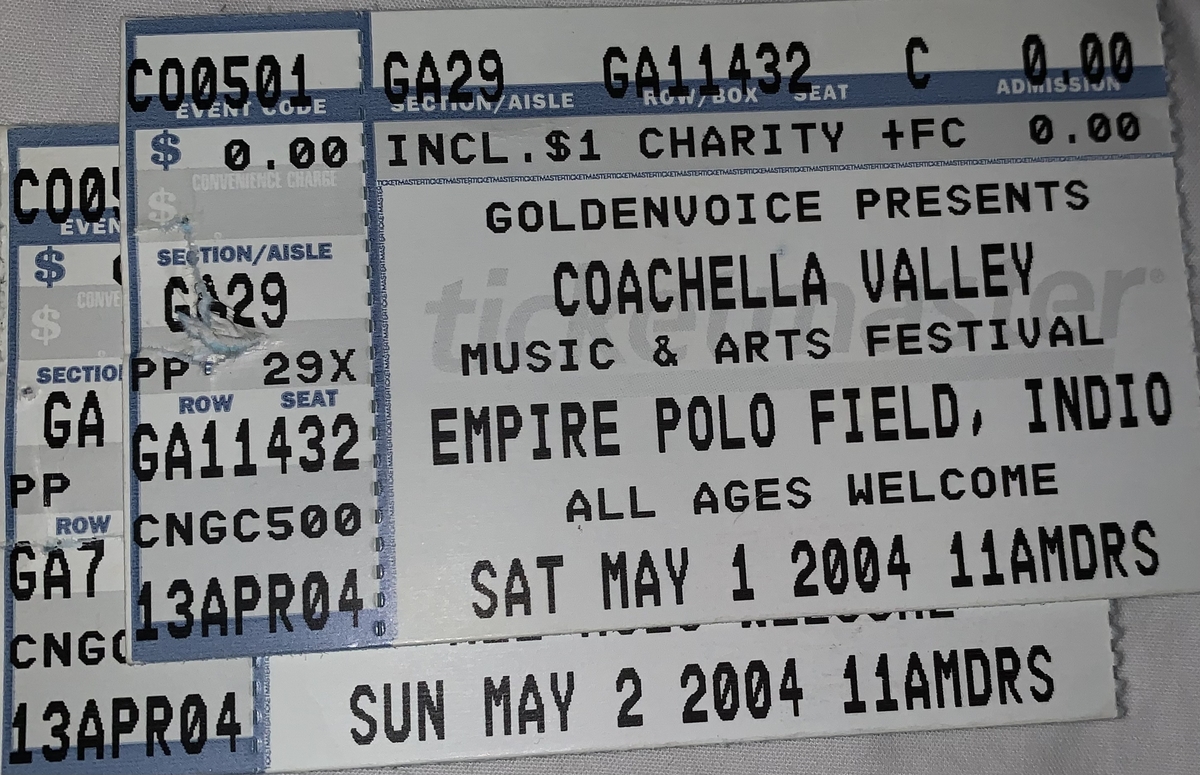 CO0501 GA29 GA11432 C 0.00
EVENT CODE SECTION/AISLE ROW/BOX SEAT ADMISSION
$ 0.00 INCL.$1 CHARITY +FC 0.00
CONVENIENCE CHARGE
$
SECTION/AISLE
GA29
PP 29X
ROW SEAT
GA11432
CNGC500
13APR04
GOLDENVOICE PRESENTS
COACHELLA VALLEY
MUSIC & ARTS FESTIVAL
EMPIRE POLO FIELD, INDIO
ALL AGES WELCOME
SAT MAY 1 2004 11AMDRS
ticketmaster
CO0
EVEN
$
CONVE
$
SECTIO
GA
PP
ROW
GA7
CNGC
13APR04
SUN MAY 2 2004 11AMDRS